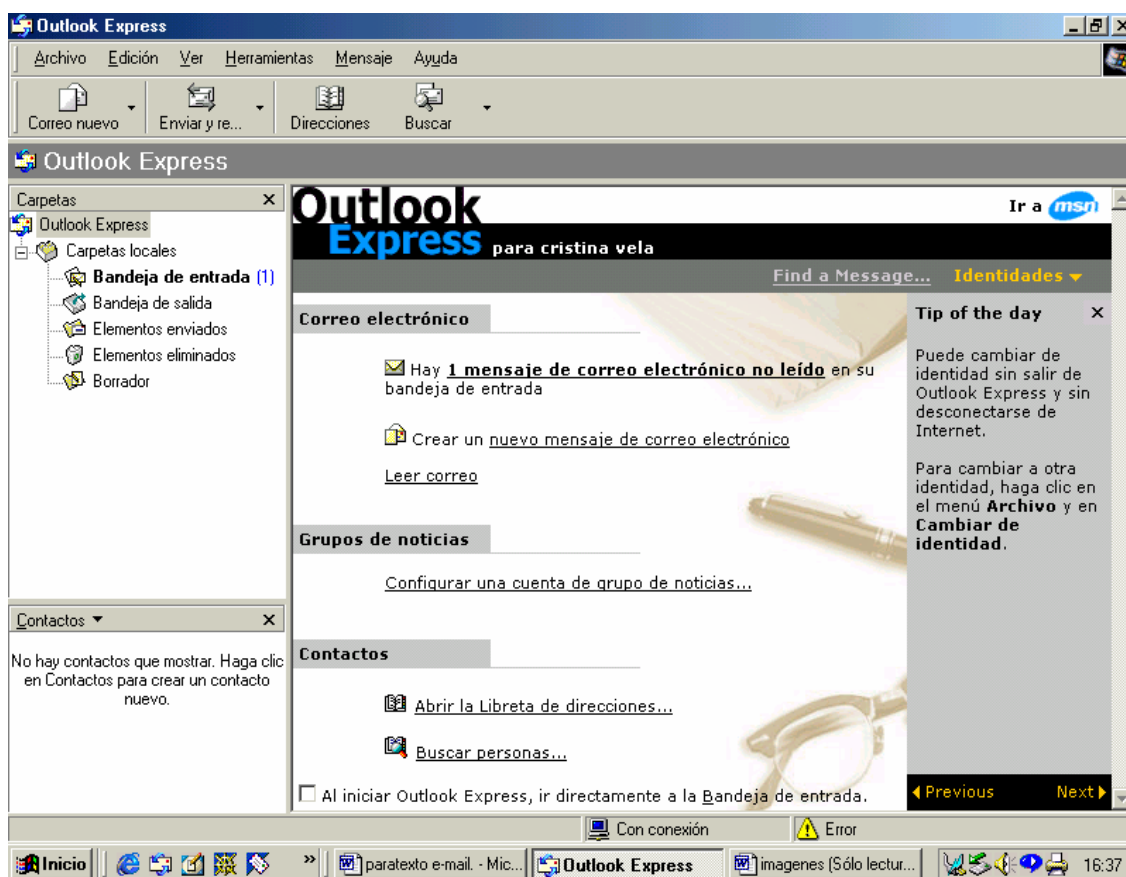 Outlook Express
Archivo Edición Ver Herramientas Mensaje Ayuda
Correo nuevo Enviar y re... Direcciones Buscar
Outlook Express
Carpetas
Outlook Express
Carpetas locales
Bandeja de entrada (1)
Bandeja de salida
Elementos enviados
Elementos eliminados
Borrador
Contactos
No hay contactos que mostrar. Haga clic
en Contactos para crear un contacto
nuevo.
Outlook
Express para cristina vela
Ir a msn
Find a Message... Identidades
Correo electrónico
Hay 1 mensaje de correo electrónico no leído en su
bandeja de entrada
Crear un nuevo mensaje de correo electrónico
Leer correo
Grupos de noticias
Configurar una cuenta de grupo de noticias...
Contactos
Abrir la Libreta de direcciones...
Buscar personas...
Al iniciar Outlook Express, ir directamente a la Bandeja de entrada.
Tip of the day
Puede cambiar de
identidad sin salir de
Outlook Express y sin
desconectarse de
Internet.
Para cambiar a otra
identidad, haga clic en
el menú Archivo y en
Cambiar de
identidad.
Previous Next
Con conexión Error
Inicio » paratexto e-mail. - Mic... Outlook Express imagenes (Sólo lectur... 16:37